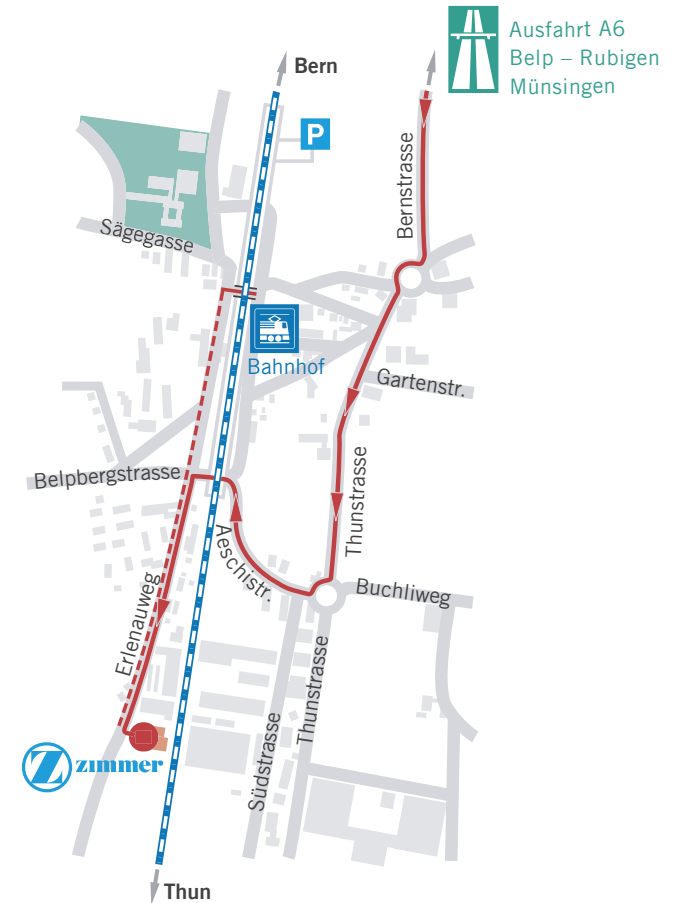 Ausfahrt A6
Belp – Rubigen
Münsingen
Bern
P
Bernstrasse
Sägegasse
Bahnhof
Gartenstr.
Belpbergstrasse
Thunstrasse
Aeschistr.
Buchliweg
Erlenauweg
Thunstrasse
Südstrasse
Z zimmer
Thun